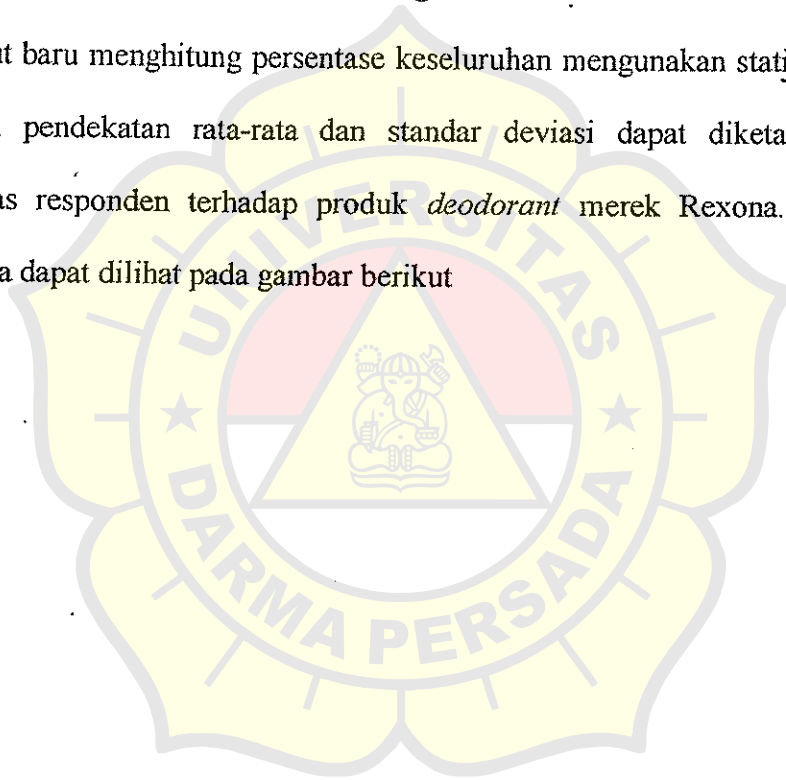 t baru menghitung persentase keseluruhan mengunakan stati
pendekatan rata-rata dan standar deviasi dapat diketa
as responden terhadap produk deodorant merek Rexona.
a dapat dilihat pada gambar berikut
UNIVERSITAS
DARMA PERSADA